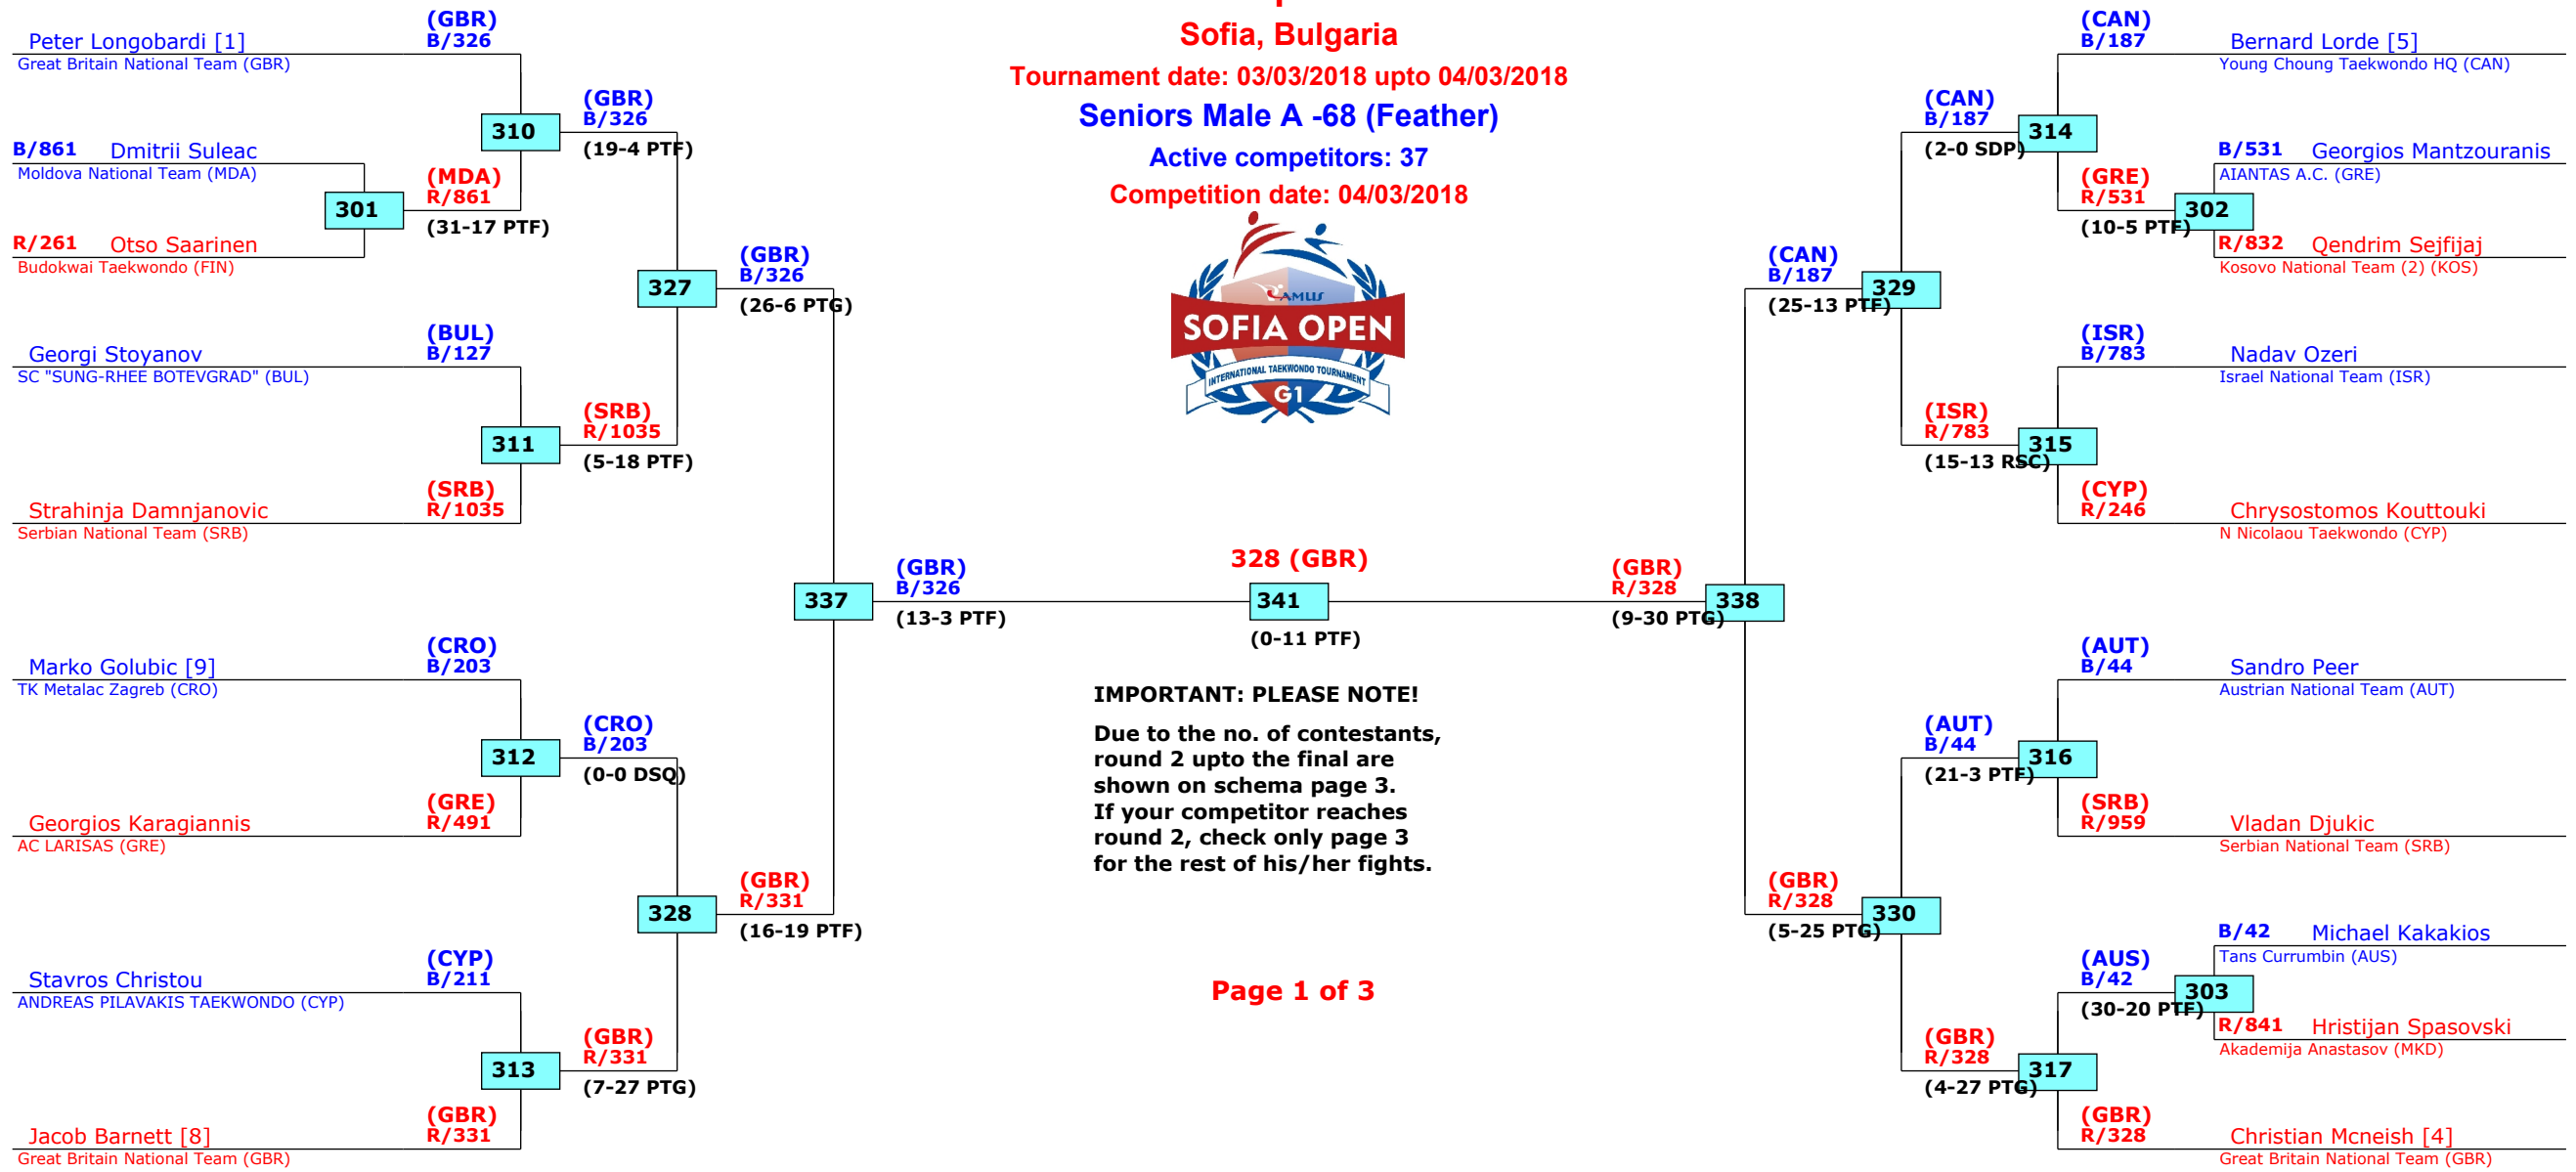 Sofia, Bulgaria
Tournament date: 03/03/2018 upto 04/03/2018
Seniors Male A -68 (Feather)
Active competitors: 37
Competition date: 04/03/2018
RAMUS
SOFIA OPEN
INTERNATIONAL TAEKWONDO TOURNAMENT
G1
Peter Longobardi [1]
Great Britain National Team (GBR)
(GBR)
B/326
310
(GBR)
B/326
(19-4 PTF)
B/861 Dmitrii Suleac
Moldova National Team (MDA)
301
(MDA)
R/861
(31-17 PTF)
R/261 Otso Saarinen
Budokwai Taekwondo (FIN)
327
(GBR)
B/326
(26-6 PTG)
Georgi Stoyanov
SC "SUNG-RHEE BOTEVGRAD" (BUL)
(BUL)
B/127
311
(SRB)
R/1035
(5-18 PTF)
Strahinja Damnjanovic
Serbian National Team (SRB)
(SRB)
R/1035
337
(GBR)
B/326
(13-3 PTF)
Marko Golubic [9]
TK Metalac Zagreb (CRO)
(CRO)
B/203
312
(CRO)
B/203
(0-0 DSQ)
Georgios Karagiannis
AC LARISAS (GRE)
(GRE)
R/491
328
(GBR)
R/331
(16-19 PTF)
Stavros Christou
ANDREAS PILAVAKIS TAEKWONDO (CYP)
(CYP)
B/211
313
(GBR)
R/331
(7-27 PTG)
Jacob Barnett [8]
Great Britain National Team (GBR)
(GBR)
R/331
328 (GBR)
341
(0-11 PTF)
IMPORTANT: PLEASE NOTE!
Due to the no. of contestants,
round 2 upto the final are
shown on schema page 3.
If your competitor reaches
round 2, check only page 3
for the rest of his/her fights.
Page 1 of 3
(GBR)
R/328
(9-30 PTG)
338
(CAN)
B/187
Bernard Lorde [5]
Young Choung Taekwondo HQ (CAN)
(CAN)
B/187
(2-0 SDP)
314
B/531 Georgios Mantzouranis
AIANTAS A.C. (GRE)
(GRE)
R/531
(10-5 PTF)
302
R/832 Qendrim Sejfijaj
Kosovo National Team (2) (KOS)
(CAN)
B/187
(25-13 PTF)
329
(ISR)
B/783
Nadav Ozeri
Israel National Team (ISR)
(ISR)
R/783
(15-13 RSC)
315
(CYP)
R/246
Chrysostomos Kouttouki
N Nicolaou Taekwondo (CYP)
(AUT)
B/44
Sandro Peer
Austrian National Team (AUT)
(AUT)
B/44
(21-3 PTF)
316
(SRB)
R/959
Vladan Djukic
Serbian National Team (SRB)
(GBR)
R/328
(5-25 PTG)
330
B/42 Michael Kakakios
Tans Currumbin (AUS)
(AUS)
B/42
(30-20 PTF)
303
R/841 Hristijan Spasovski
Akademija Anastasov (MKD)
(GBR)
R/328
(4-27 PTG)
317
(GBR)
R/328
Christian Mcneish [4]
Great Britain National Team (GBR)